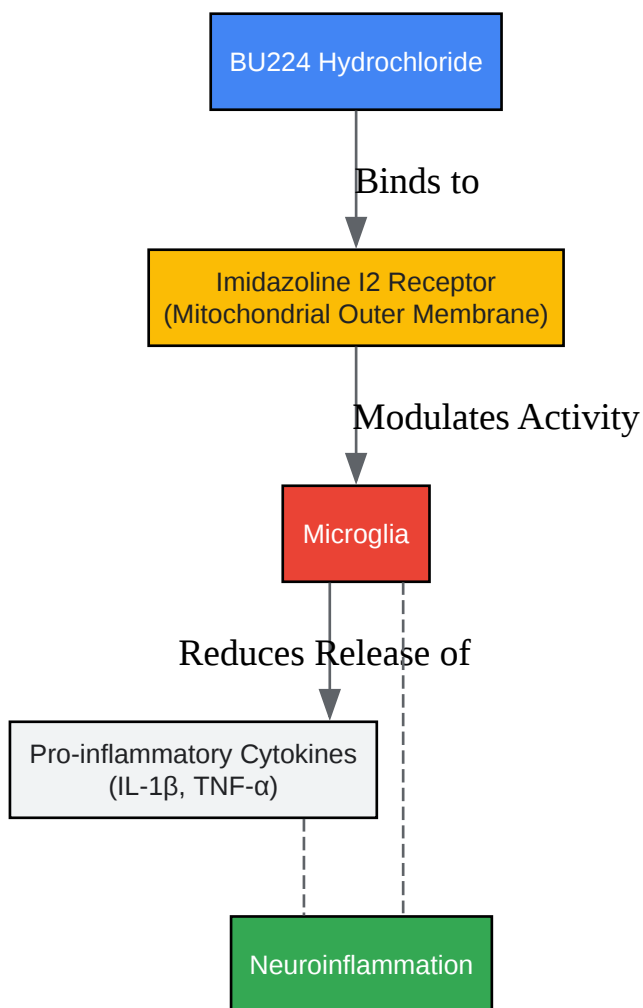 BU224 Hydrochloride
Binds to
Imidazoline I2 Receptor
(Mitochondrial Outer Membrane)
Modulates Activity
Microglia
Reduces Release of
Pro-inflammatory Cytokines
(IL-1β, TNF-α)
Neuroinflammation